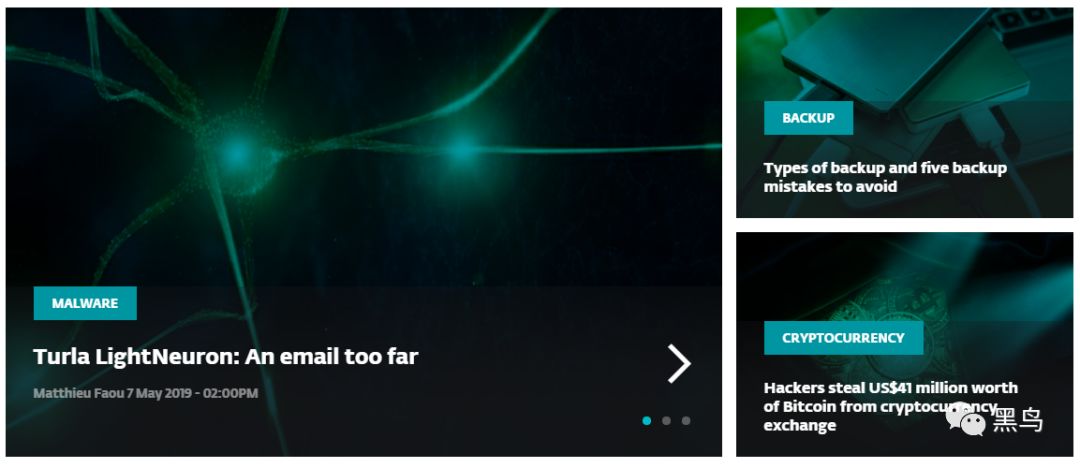 MALWARE
Turla LightNeuron: An email too far
Matthieu Faou 7 May 2019 - 02:00PM
BACKUP
Types of backup and five backup
mistakes to avoid
CRYPTOCURRENCY
Hackers steal US$41 million worth
of Bitcoin from cryptocurrency
exchange
黑鸟